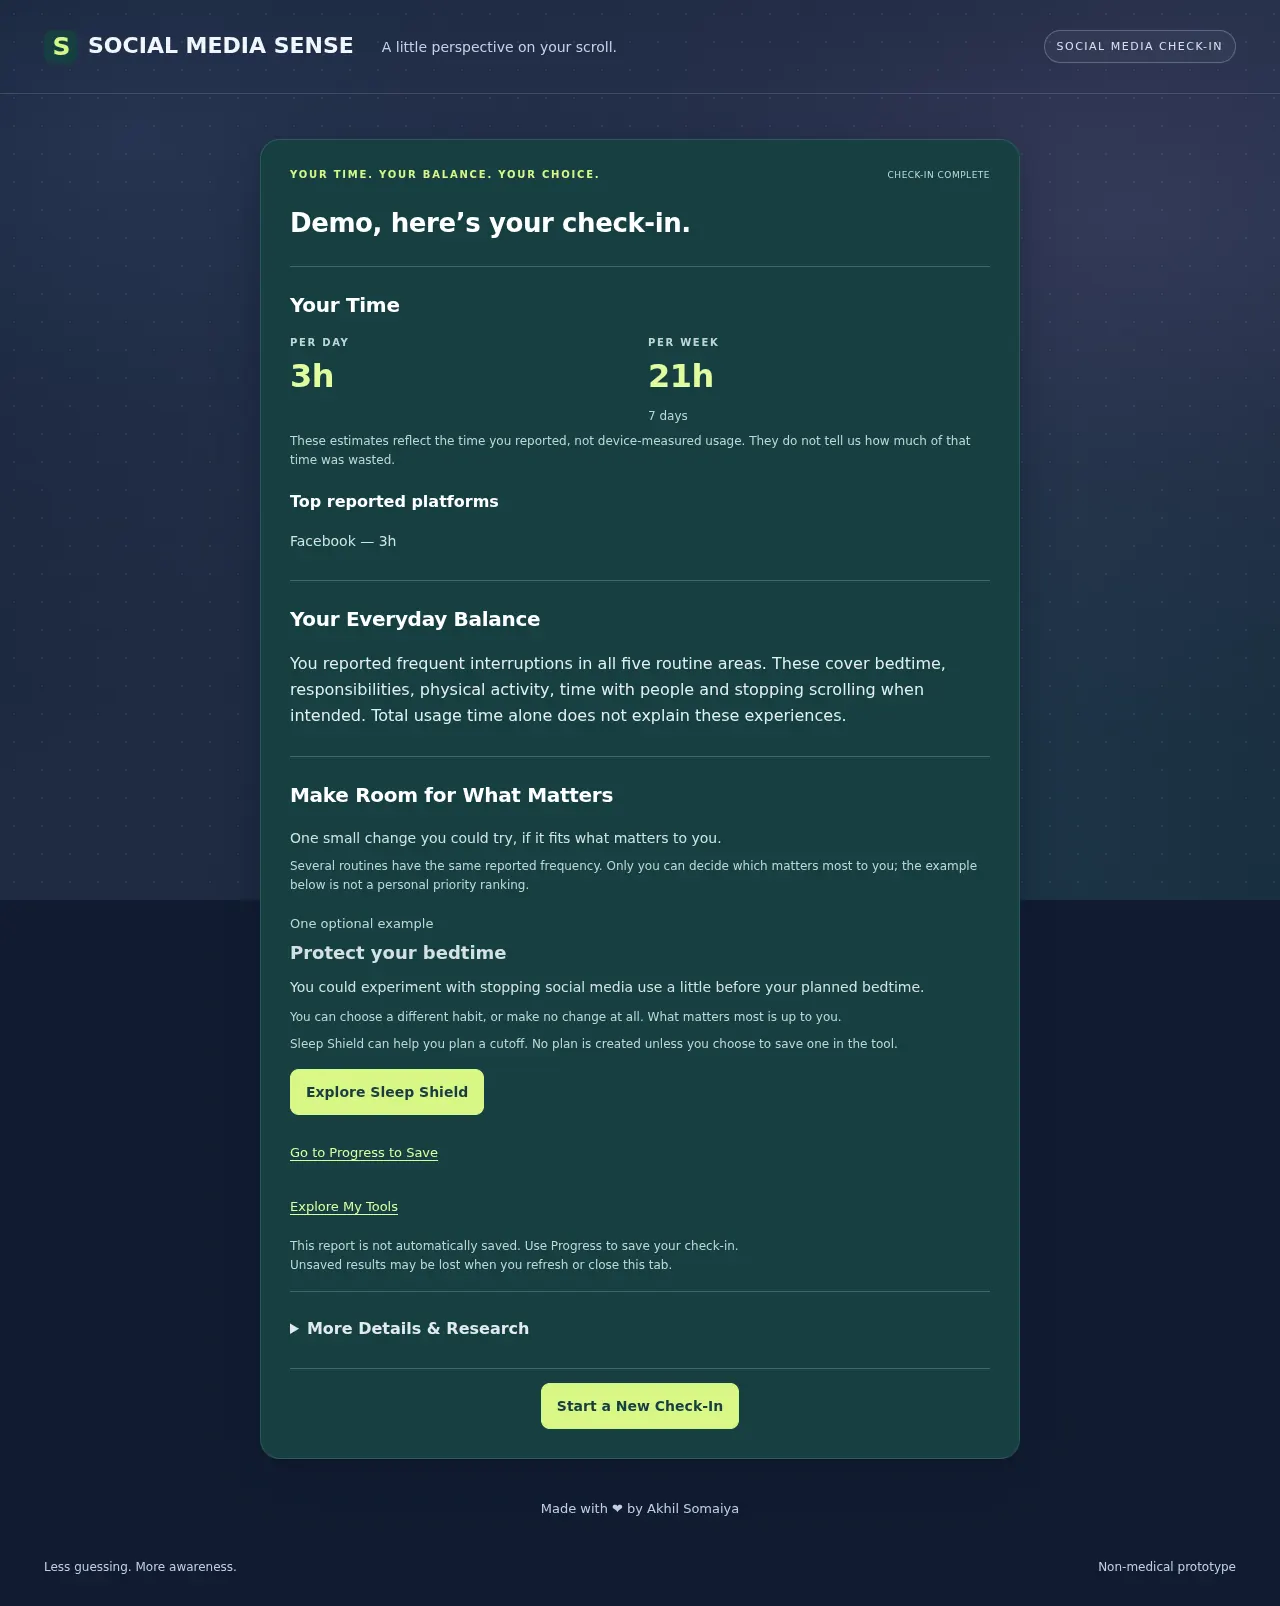 S SOCIAL MEDIA SENSE
A little perspective on your scroll.
SOCIAL MEDIA CHECK-IN
YOUR TIME. YOUR BALANCE. YOUR CHOICE.
CHECK-IN COMPLETE
Demo, here’s your check-in.
Your Time
PER DAY
3h
PER WEEK
21h
7 days
These estimates reflect the time you reported, not device-measured usage. They do not tell us how much of that
time was wasted.
Top reported platforms
Facebook — 3h
Your Everyday Balance
You reported frequent interruptions in all five routine areas. These cover bedtime,
responsibilities, physical activity, time with people and stopping scrolling when
intended. Total usage time alone does not explain these experiences.
Make Room for What Matters
One small change you could try, if it fits what matters to you.
Several routines have the same reported frequency. Only you can decide which matters most to you; the example
below is not a personal priority ranking.
One optional example
Protect your bedtime
You could experiment with stopping social media use a little before your planned bedtime.
You can choose a different habit, or make no change at all. What matters most is up to you.
Sleep Shield can help you plan a cutoff. No plan is created unless you choose to save one in the tool.
Explore Sleep Shield
Go to Progress to Save
Explore My Tools
This report is not automatically saved. Use Progress to save your check-in.
Unsaved results may be lost when you refresh or close this tab.
▶ More Details & Research
Start a New Check-In
Made with ❤ by Akhil Somaiya
Less guessing. More awareness.
Non-medical prototype